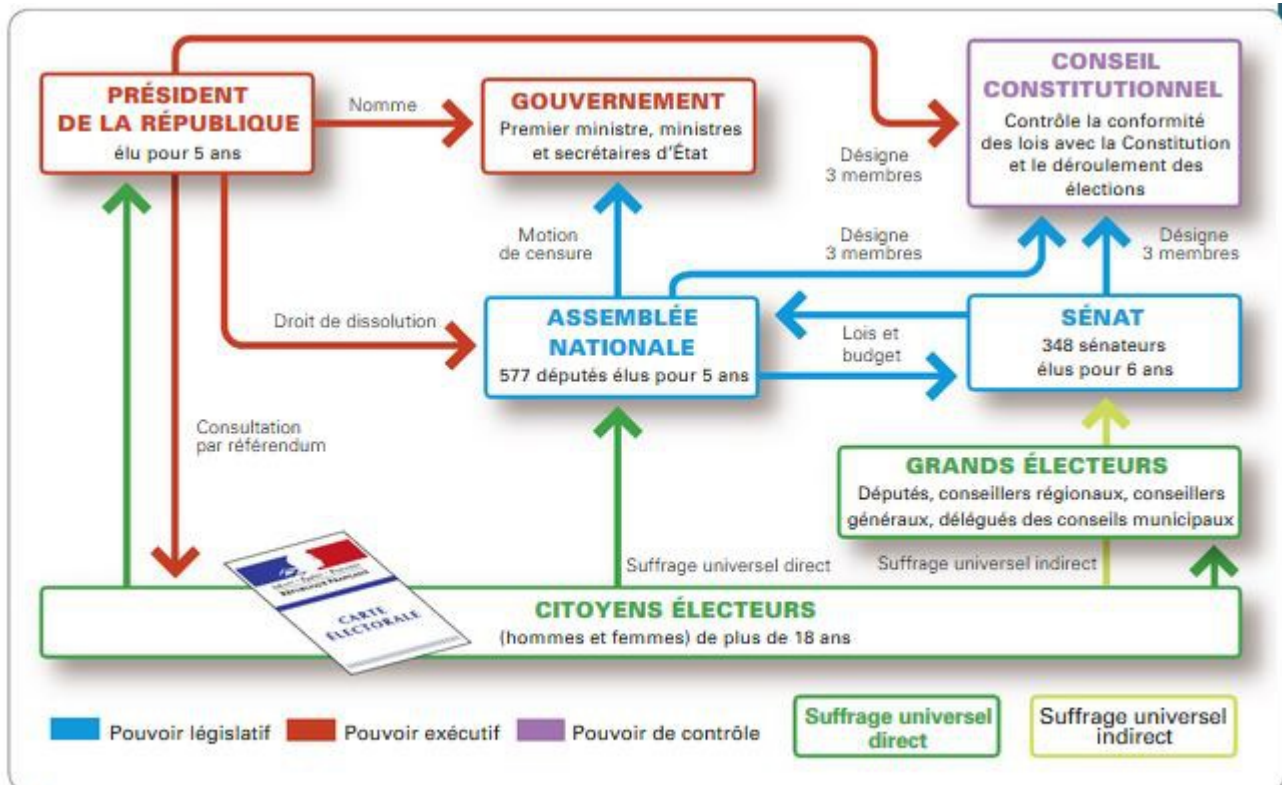 PRÉSIDENT
DE LA RÉPUBLIQUE
élu pour 5 ans
Nomme
GOUVERNEMENT
Premier ministre, ministres
et secrétaires d'État
CONSEIL
CONSTITUTIONNEL
Contrôle la conformité
des lois avec la Constitution
et le déroulement des
élections
Désigne
3 membres
Motion
de censure
Désigne
3 membres
Désigne
3 membres
Droit de dissolution
ASSEMBLÉE
NATIONALE
577 députés élus pour 5 ans
Lois et
budget
SÉNAT
348 sénateurs
élus pour 6 ans
Consultation
par référendum
GRANDS ÉLECTEURS
Députés, conseillers régionaux, conseillers
généraux, délégués des conseils municipaux
Suffrage universel direct
Suffrage universel indirect
RÉPUBLIQUE FRANÇAISE
CARTE
ÉLECTORALE
CITOYENS ÉLECTEURS
(hommes et femmes) de plus de 18 ans
Pouvoir législatif
Pouvoir exécutif
Pouvoir de contrôle
Suffrage universel
direct
Suffrage universel
indirect